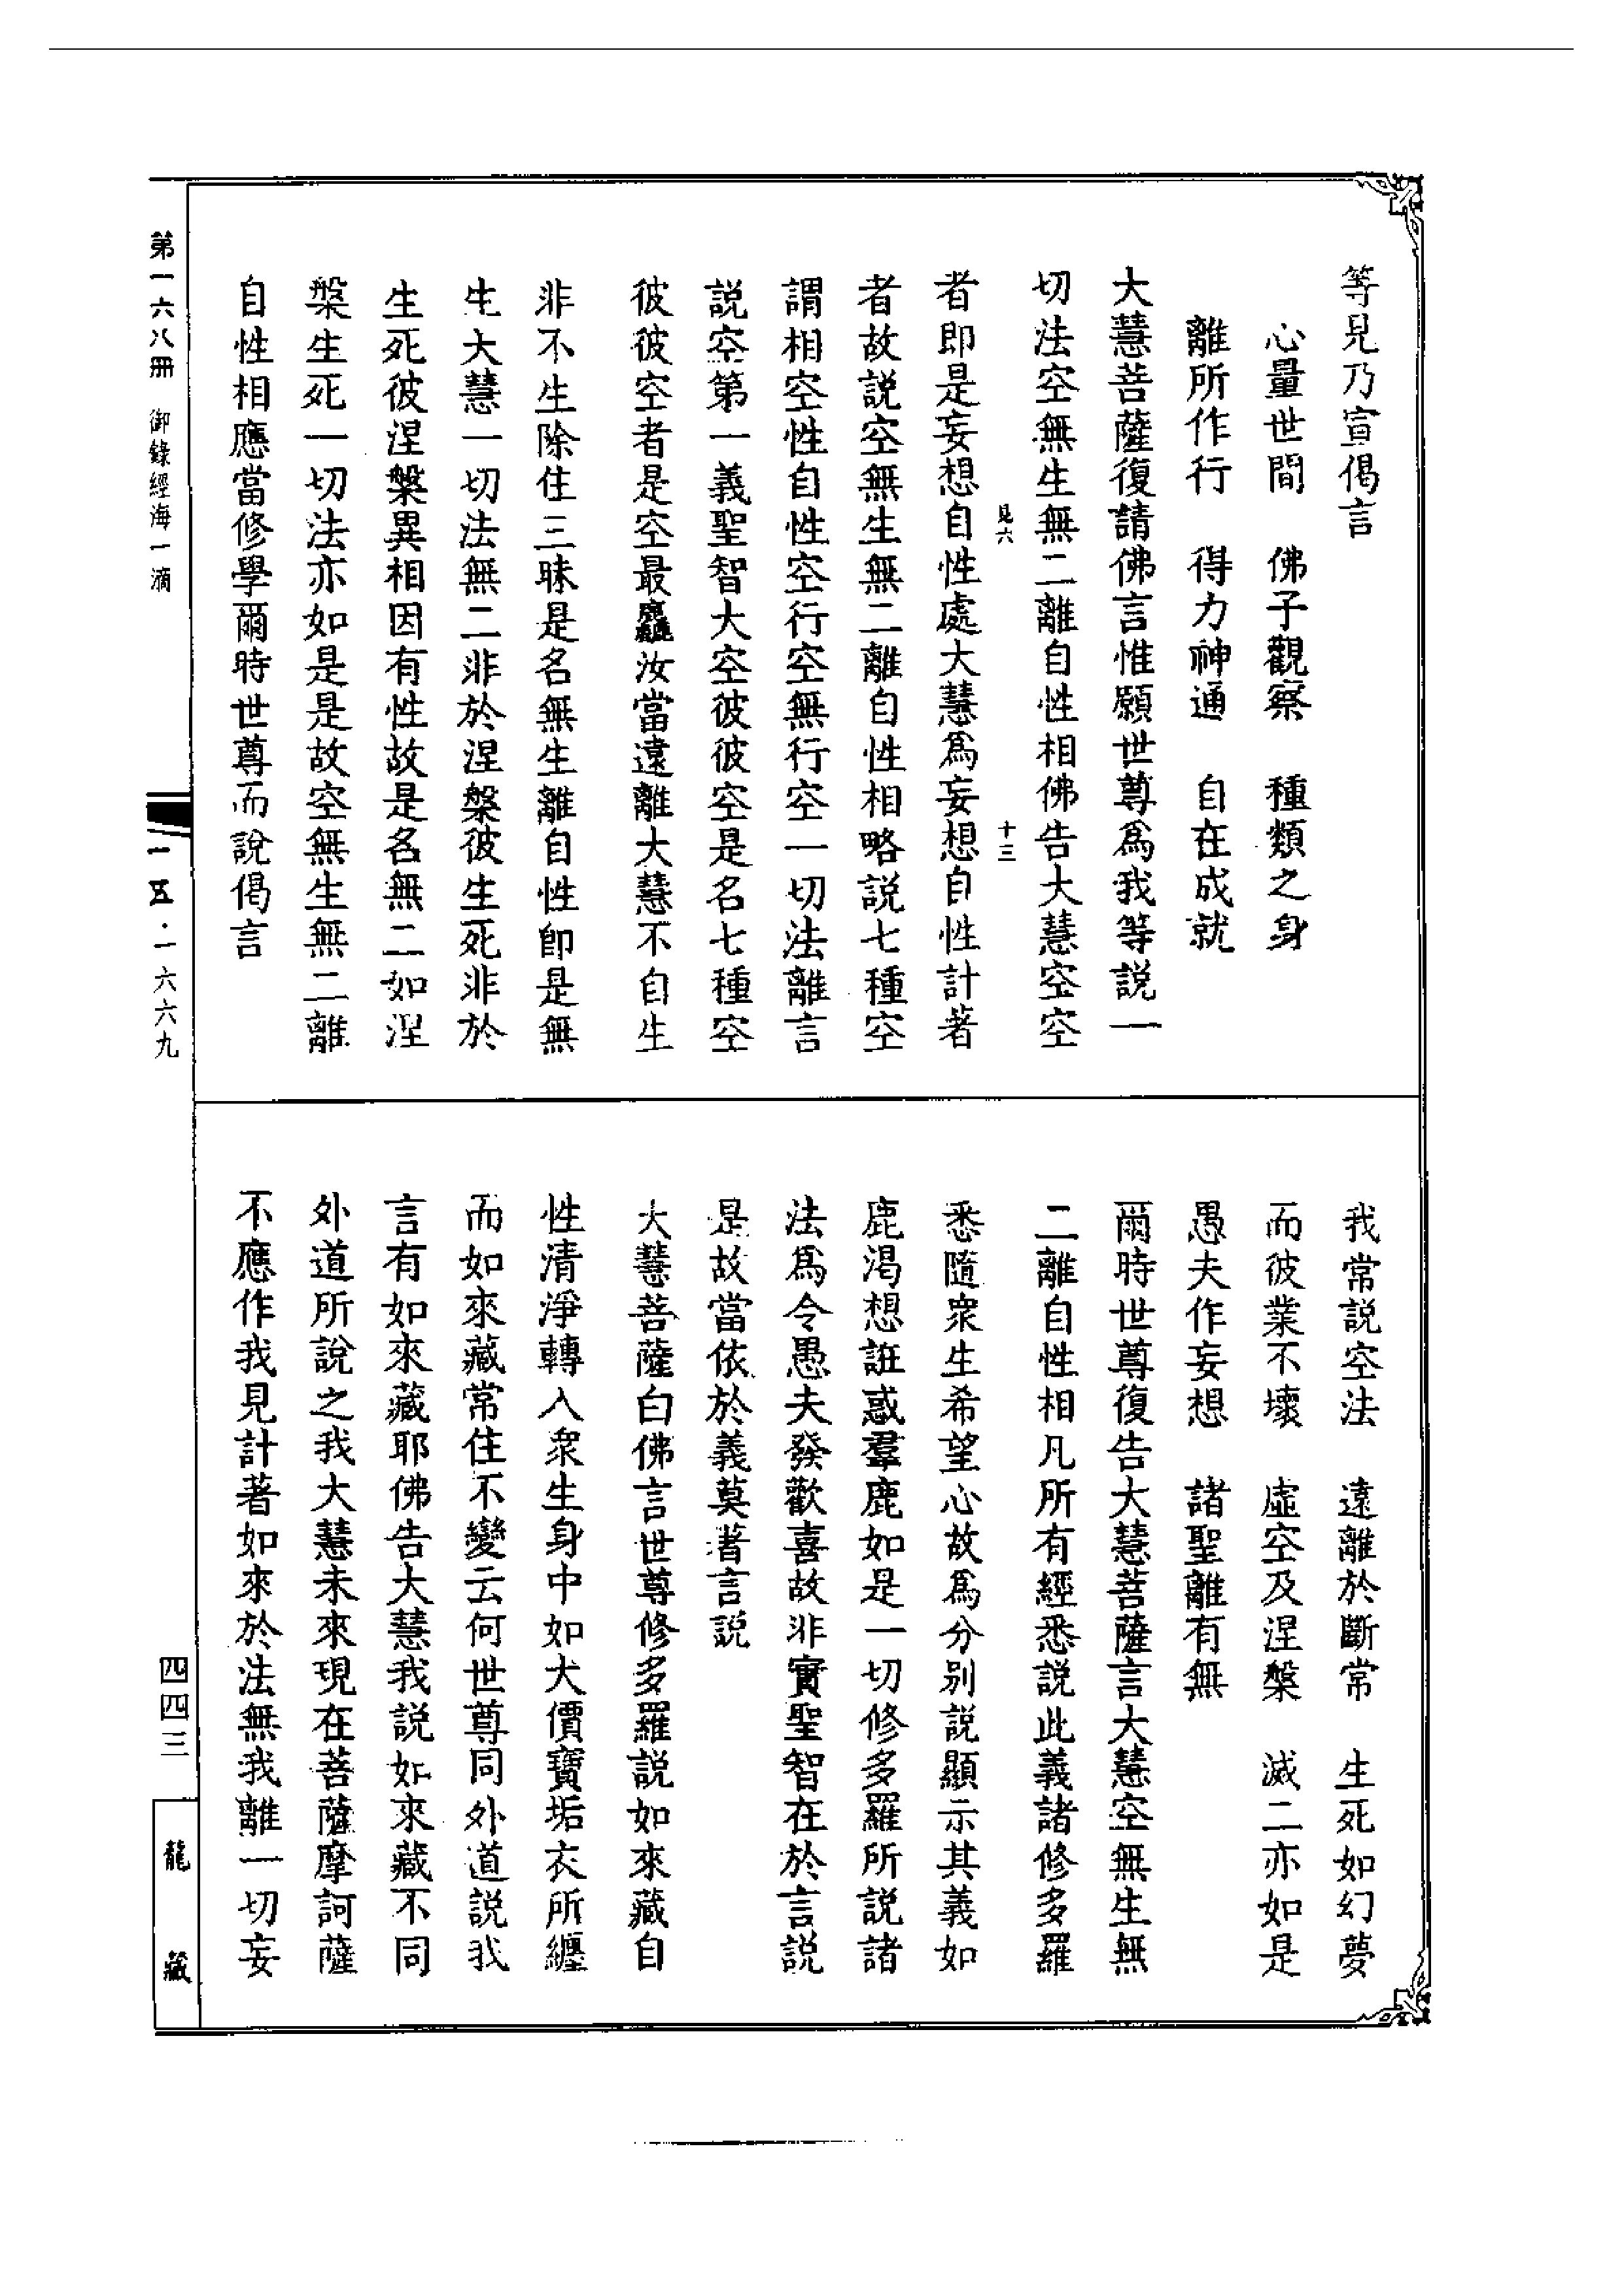 等見乃宣偈言
心量世間　佛子觀察　種類之身
離所作行　得力神通　自在成就
大慧菩薩復請佛言惟願世尊爲我等説一
切法空無生無二離自性相佛告大慧空空
見六　十三
者即是妄想自性處大慧爲妄想自性計著
者故説空無生無二離自性相略説七種空
謂相空性自性空行空無行空一切法離言
説空第一義聖智大空彼彼空是名七種空
彼彼空者是空最麤汝當遠離大慧不自生
非不生除住三昧是名無生離自性即是無
生大慧一切法無二非於涅槃彼生死非於
生死彼涅槃異相因有性故是名無二如涅
槃生死一切法亦如是是故空無生無二離
自性相應當修學爾時世尊而說偈言
我常説空法　遠離於斷常　生死如幻夢
而彼業不壞　虛空及涅槃　滅二亦如是
愚夫作妄想　諸聖離有無
爾時世尊復告大慧菩薩言大慧空無生無
二離自性相凡所有經悉説此義諸修多羅
悉隨衆生希望心故爲分別説顯示其義如
鹿渴想誑惑羣鹿如是一切修多羅所説諸
法爲令愚夫發歡喜故非實聖智在於言説
是故當依於義莫著言説
大慧菩薩白佛言世尊修多羅説如來藏自
性清淨轉入衆生身中如大價寶垢衣所纏
而如來藏常住不變云何世尊同外道説我
言有如來藏耶佛告大慧我説如來藏不同
外道所說之我大慧未來現在菩薩摩訶薩
不應作我見計著如來於法無我離一切妄
第一六八冊　御錄經海一滴
一五·一六六九
四四三
龍藏